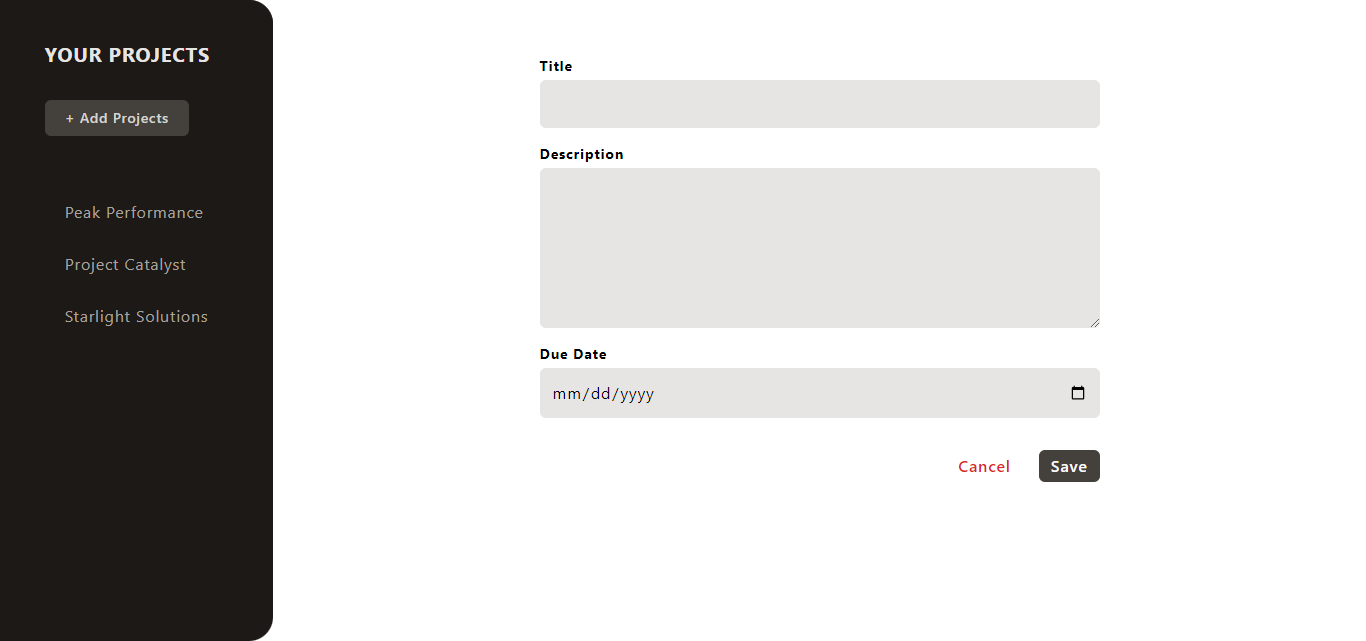 YOUR PROJECTS
+ Add Projects
Peak Performance
Project Catalyst
Starlight Solutions
Title
Description
Due Date
mm/dd/yyyy
Cancel
Save